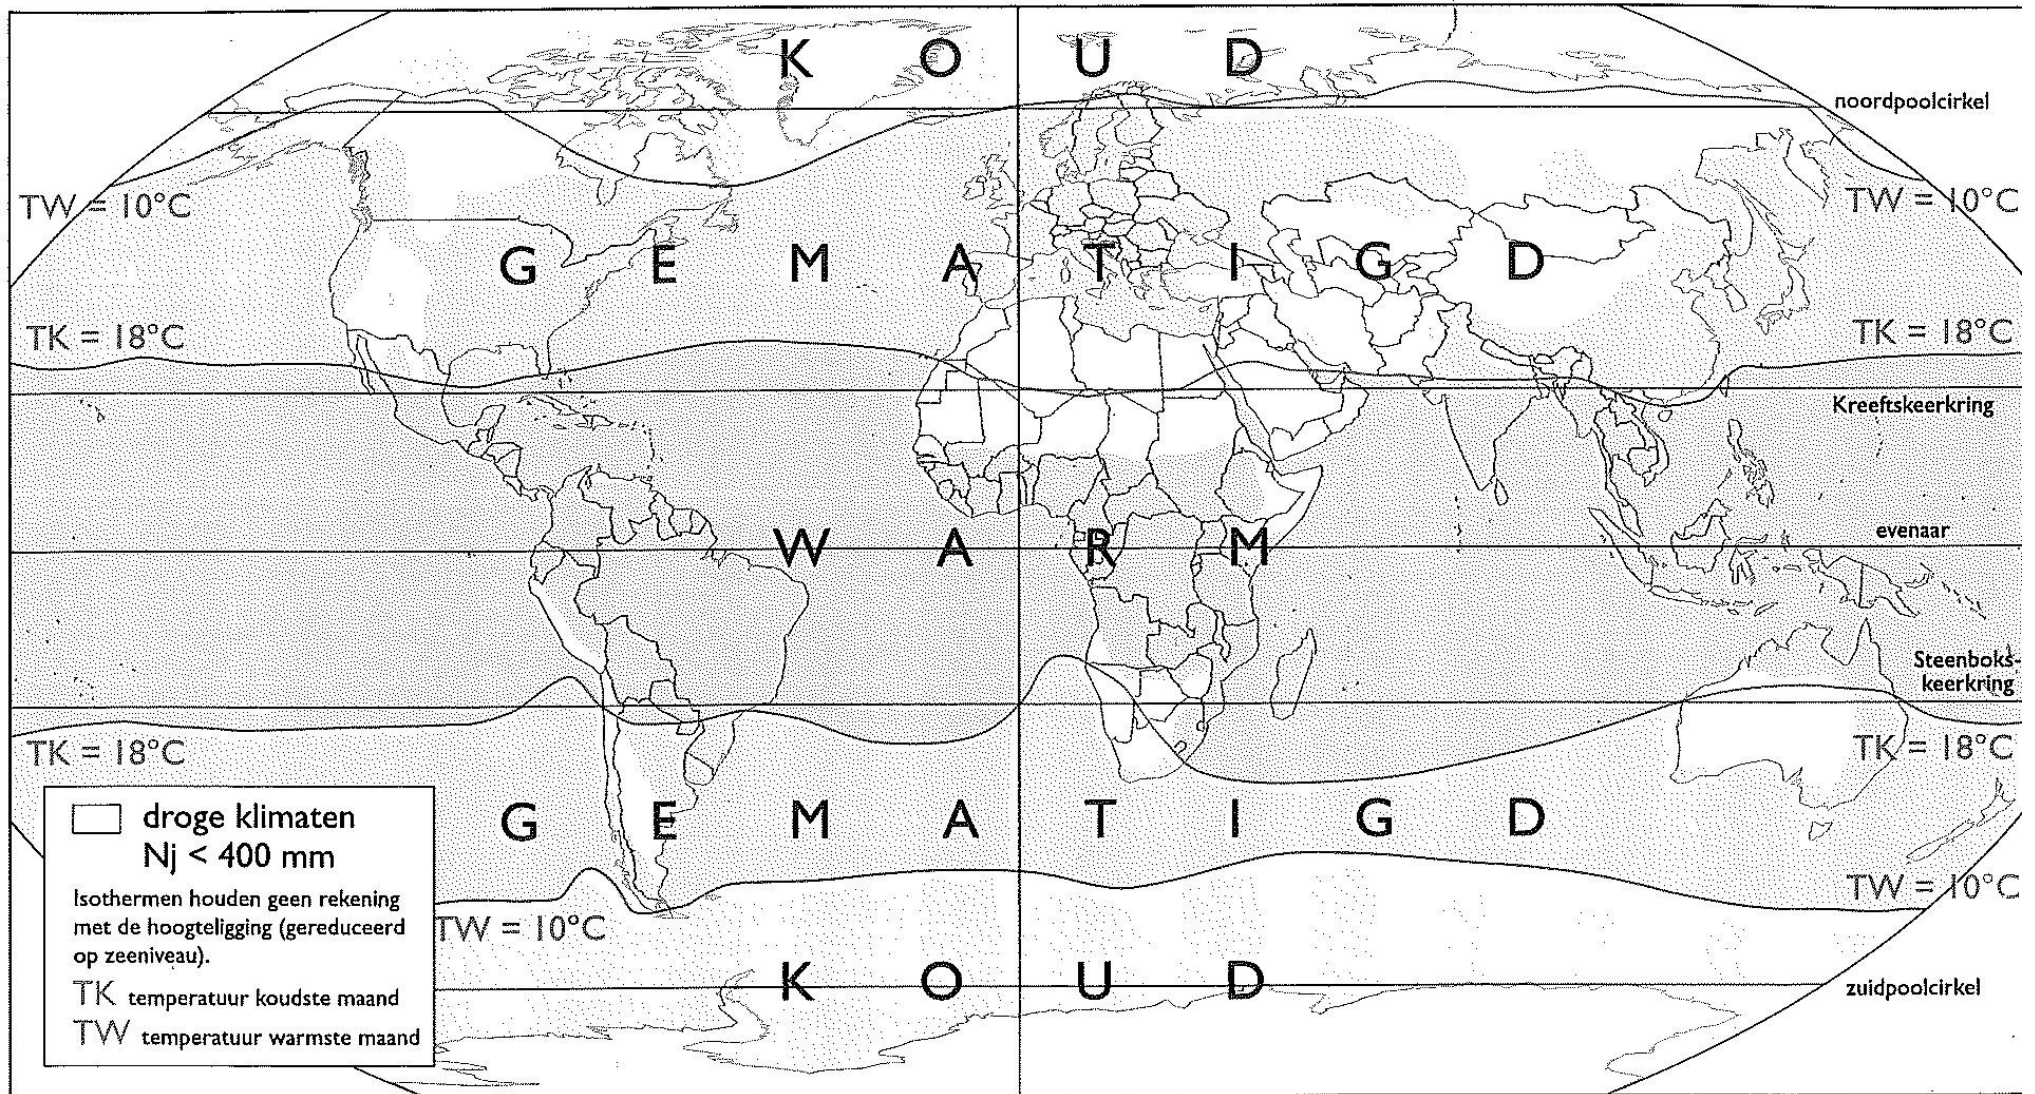 K O U D
noordpoolcirkel
TW = 10°C
TW = 10°C
G E M A T I G D
TK = 18°C
TK = 18°C
Kreeftskeerkring
evenaar
W A R M
Steenboks-
keerkring
TK = 18°C
TK = 18°C
G E M A T I G D
droge klimaten
Nj < 400 mm
Isothermen houden geen rekening
met de hoogteligging (gereduceerd
op zeeniveau).
TK temperatuur koudste maand
TW temperatuur warmste maand
TW = 10°C
TW = 10°C
K O U D
zuidpoolcirkel